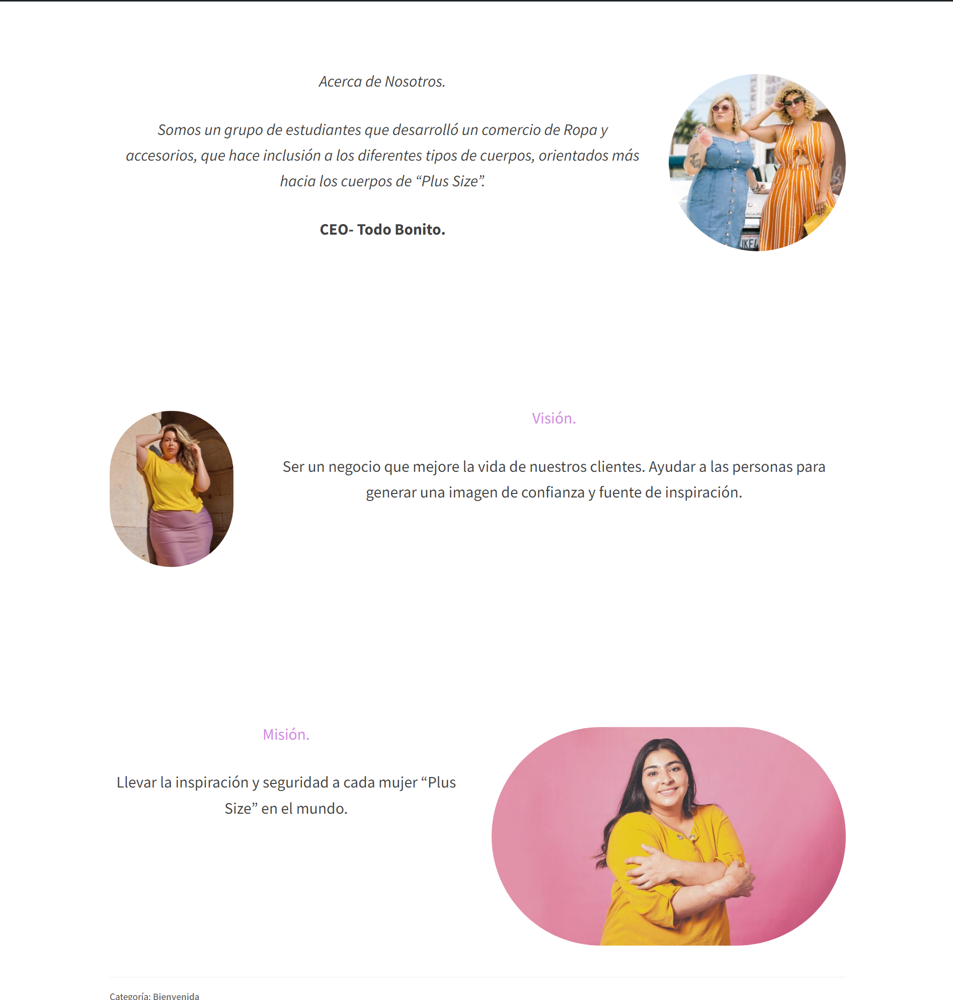 Acerca de Nosotros.
Somos un grupo de estudiantes que desarrolló un comercio de Ropa y
accesorios, que hace inclusión a los diferentes tipos de cuerpos, orientados más
hacia los cuerpos de “Plus Size”.
CEO- Todo Bonito.
Visión.
Ser un negocio que mejore la vida de nuestros clientes. Ayudar a las personas para
generar una imagen de confianza y fuente de inspiración.
Misión.
Llevar la inspiración y seguridad a cada mujer “Plus
Size” en el mundo.
Categoría: Bienvenida